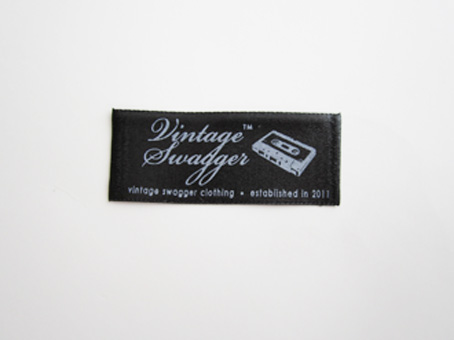 Vintage™
Swagger
vintage swagger clothing • established in 2011